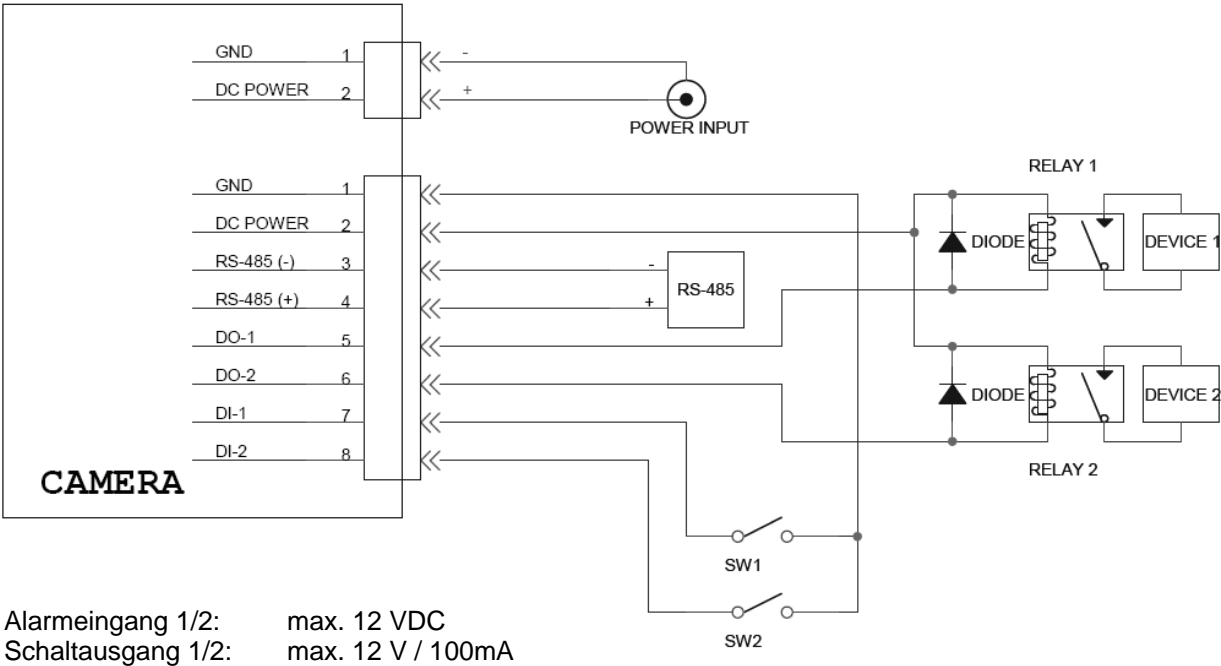 GND 1 -
DC POWER 2 +
POWER INPUT
RELAY 1
GND 1
DC POWER 2
DIODE DEVICE 1
RS-485 (-) 3 -
RS-485
RS-485 (+) 4 +
DO-1 5
DO-2 6
DIODE DEVICE 2
DI-1 7
DI-2 8
RELAY 2
CAMERA
SW1
SW2
Alarmeingang 1/2: max. 12 VDC
Schaltausgang 1/2: max. 12 V / 100mA